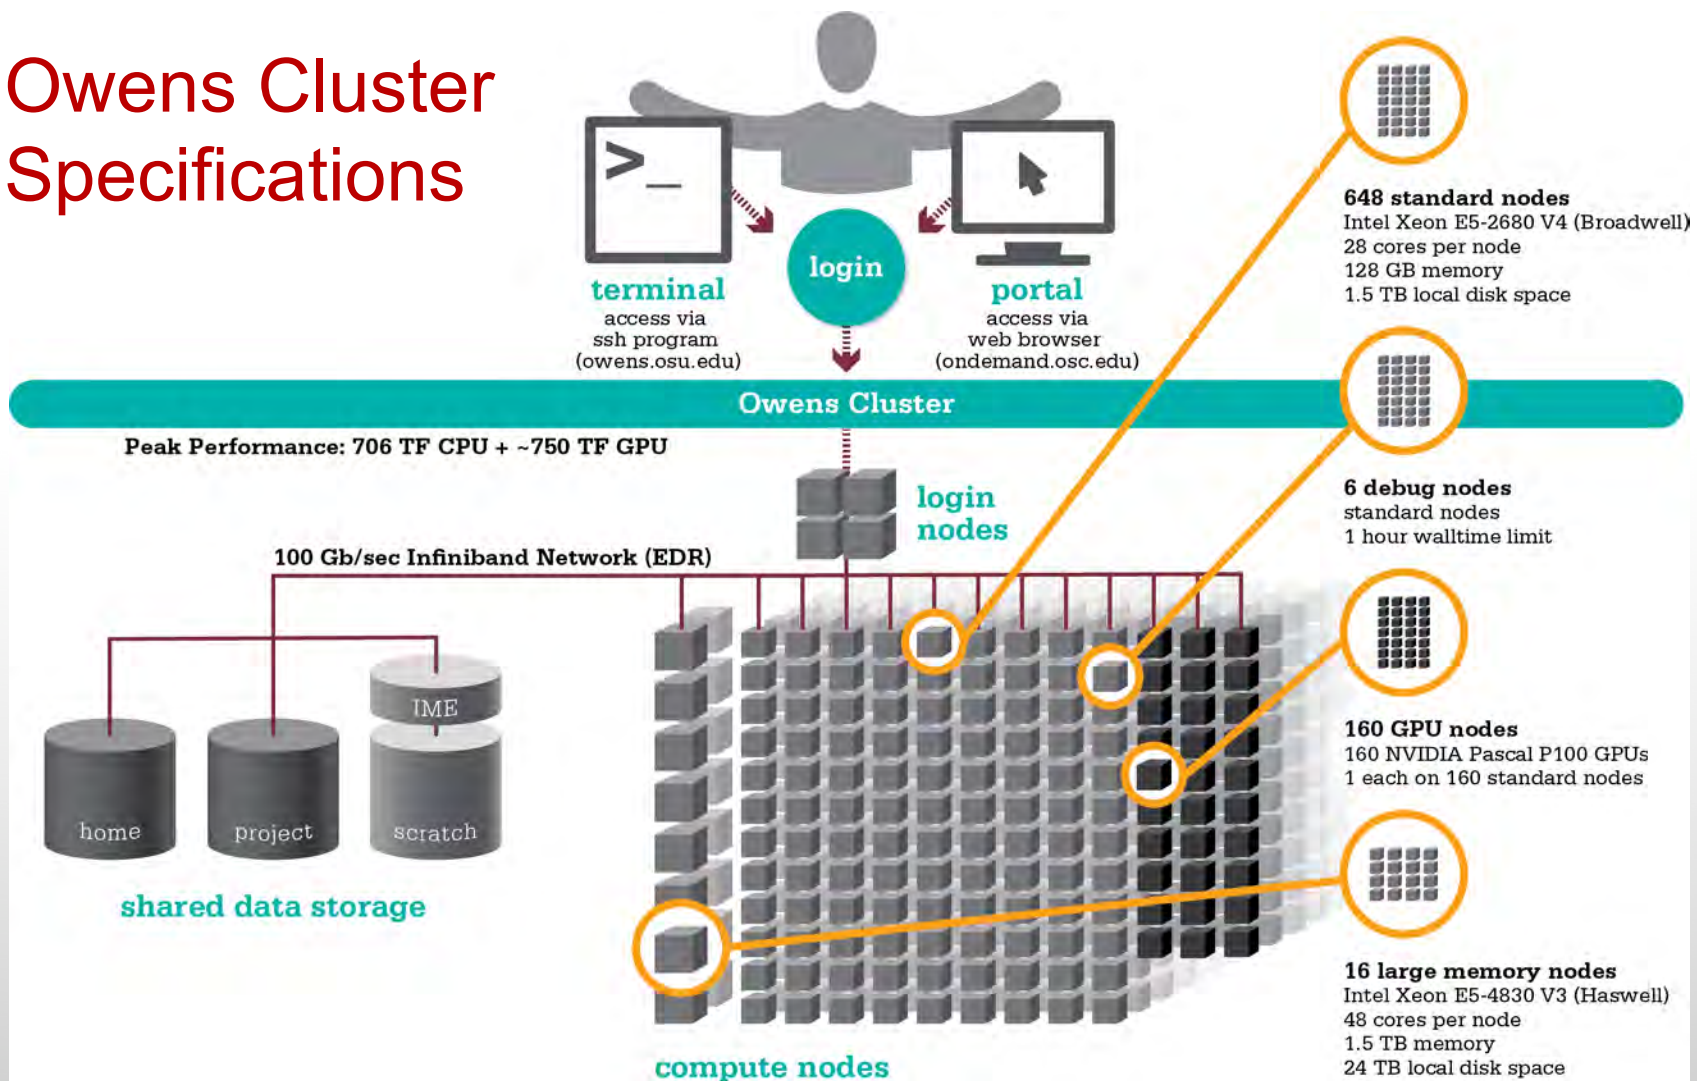 Owens Cluster
Specifications
>_
login
terminal
access via
ssh program
(owens.osu.edu)
portal
access via
web browser
(ondemand.osc.edu)
648 standard nodes
Intel Xeon E5-2680 V4 (Broadwell)
28 cores per node
128 GB memory
1.5 TB local disk space
Owens Cluster
Peak Performance: 706 TF CPU + ~750 TF GPU
login
nodes
6 debug nodes
standard nodes
1 hour walltime limit
100 Gb/sec Infiniband Network (EDR)
IME
home
project
scratch
shared data storage
160 GPU nodes
160 NVIDIA Pascal P100 GPUs
1 each on 160 standard nodes
16 large memory nodes
Intel Xeon E5-4830 V3 (Haswell)
48 cores per node
1.5 TB memory
24 TB local disk space
compute nodes